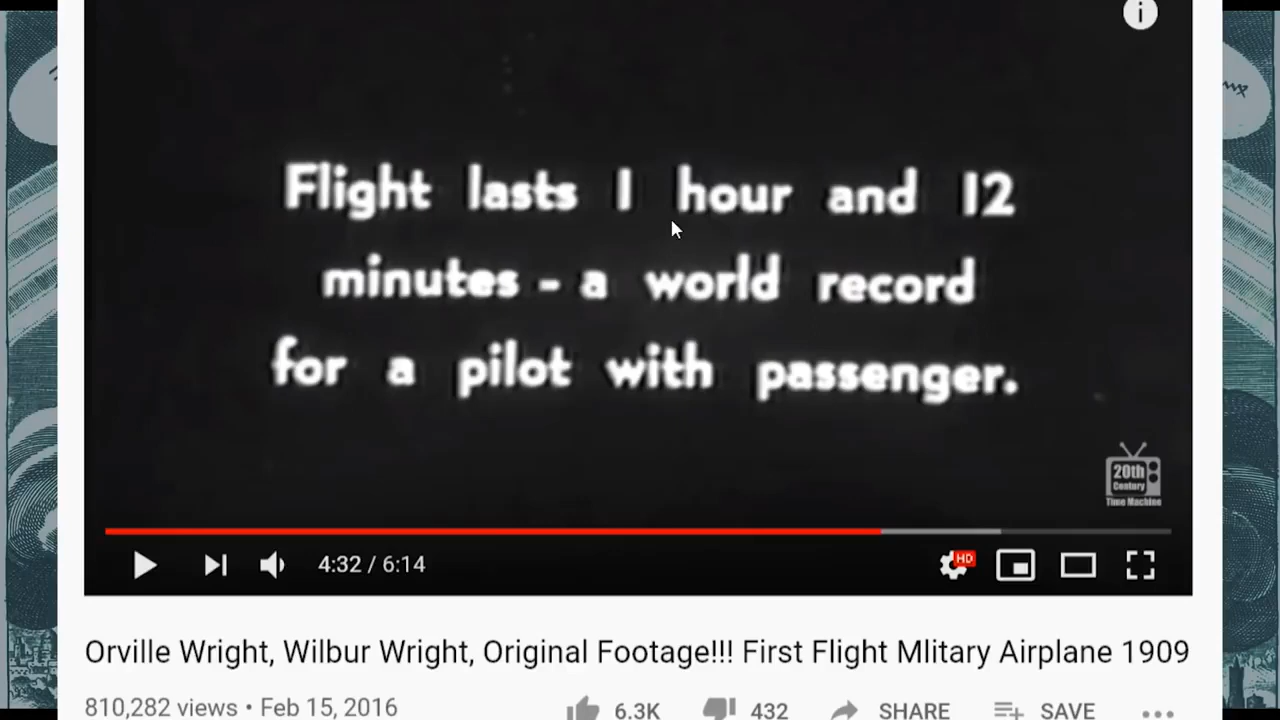 Flight lasts 1 hour and 12
minutes - a world record
for a pilot with passenger.
20th
Century
Time Machine
HD
4:32 / 6:14
Orville Wright, Wilbur Wright, Original Footage!!! First Flight Mlitary Airplane 1909
810,282 views • Feb 15, 2016 6.3K 432 SHARE SAVE